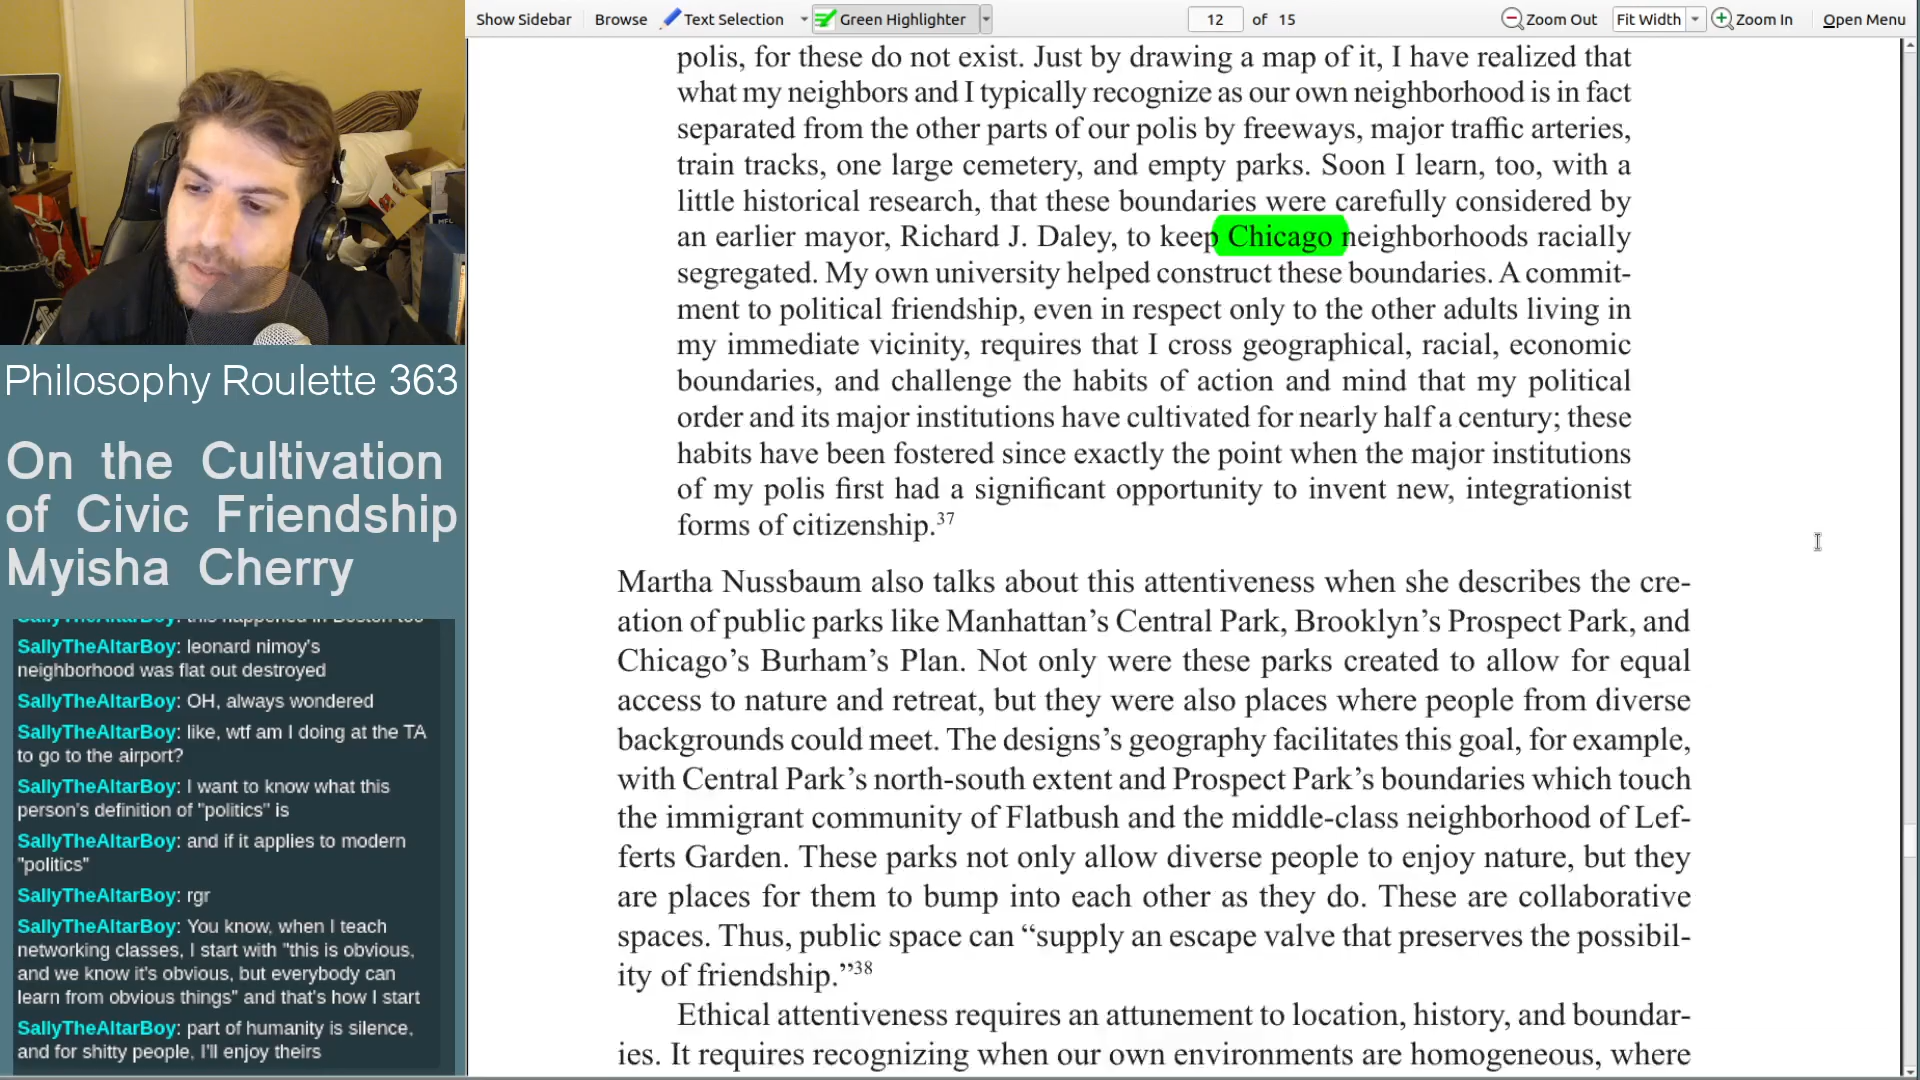 Show Sidebar Browse Text Selection Green Highlighter 12 of 15 Zoom Out Fit Width Zoom In Open Menu
polis, for these do not exist. Just by drawing a map of it, I have realized that
what my neighbors and I typically recognize as our own neighborhood is in fact
separated from the other parts of our polis by freeways, major traffic arteries,
train tracks, one large cemetery, and empty parks. Soon I learn, too, with a
little historical research, that these boundaries were carefully considered by
an earlier mayor, Richard J. Daley, to keep Chicago neighborhoods racially
segregated. My own university helped construct these boundaries. A commit-
ment to political friendship, even in respect only to the other adults living in
my immediate vicinity, requires that I cross geographical, racial, economic
boundaries, and challenge the habits of action and mind that my political
order and its major institutions have cultivated for nearly half a century; these
habits have been fostered since exactly the point when the major institutions
of my polis first had a significant opportunity to invent new, integrationist
forms of citizenship.37
Martha Nussbaum also talks about this attentiveness when she describes the cre-
ation of public parks like Manhattan's Central Park, Brooklyn's Prospect Park, and
Chicago's Burham's Plan. Not only were these parks created to allow for equal
access to nature and retreat, but they were also places where people from diverse
backgrounds could meet. The designs's geography facilitates this goal, for example,
with Central Park's north-south extent and Prospect Park's boundaries which touch
the immigrant community of Flatbush and the middle-class neighborhood of Lef-
ferts Garden. These parks not only allow diverse people to enjoy nature, but they
are places for them to bump into each other as they do. These are collaborative
spaces. Thus, public space can “supply an escape valve that preserves the possibil-
ity of friendship.”38
Ethical attentiveness requires an attunement to location, history, and boundar-
ies. It requires recognizing when our own environments are homogeneous, where
Philosophy Roulette 363
On the Cultivation
of Civic Friendship
Myisha Cherry
SallyTheAltarBoy: this happened in Boston too
SallyTheAltarBoy: leonard nimoy's
neighborhood was flat out destroyed
SallyTheAltarBoy: OH, always wondered
SallyTheAltarBoy: like, wtf am I doing at the TA
to go to the airport?
SallyTheAltarBoy: I want to know what this
person's definition of "politics" is
SallyTheAltarBoy: and if it applies to modern
"politics"
SallyTheAltarBoy: rgr
SallyTheAltarBoy: You know, when I teach
networking classes, I start with "this is obvious,
and we know it's obvious, but everybody can
learn from obvious things" and that's how I start
SallyTheAltarBoy: part of humanity is silence,
and for shitty people, I'll enjoy theirs